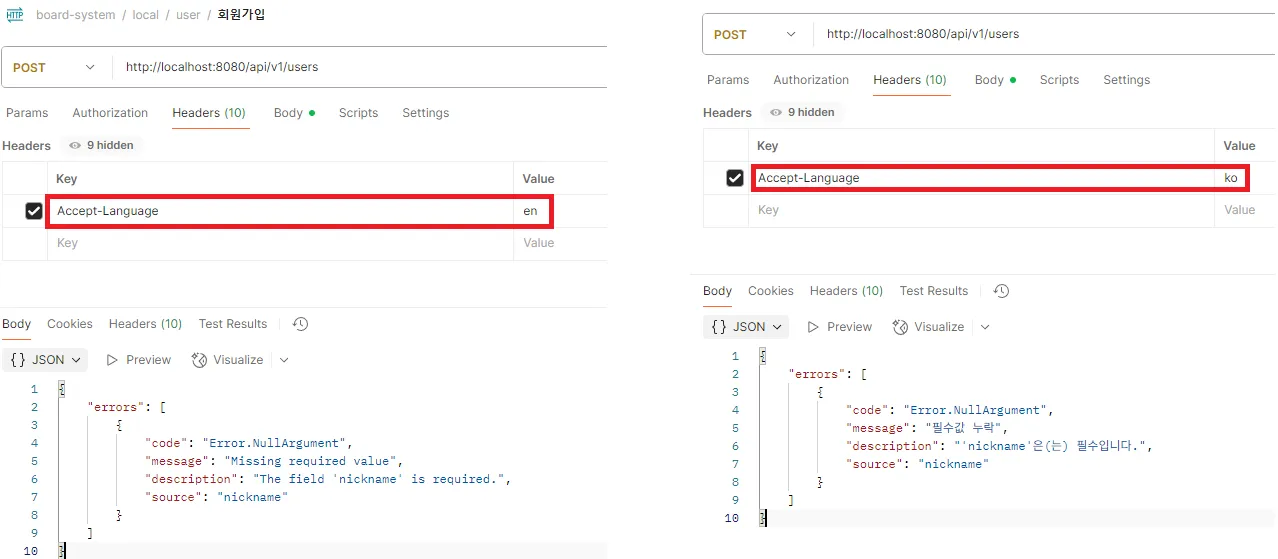 HTTP board-system / local / user / 회원가입
POST http://localhost:8080/api/v1/users
Params Authorization Headers (10) Body Scripts Settings
Headers 9 hidden
Key Value
Accept-Language en
Key Value
Body Cookies Headers (10) Test Results
{} JSON Preview Visualize
1 {
2 "errors": [
3 {
4 "code": "Error.NullArgument",
5 "message": "Missing required value",
6 "description": "The field 'nickname' is required.",
7 "source": "nickname"
8 }
9 ]
10 }
POST http://localhost:8080/api/v1/users
Params Authorization Headers (10) Body Scripts Settings
Headers 9 hidden
Key Value
Accept-Language ko
Key Value
Body Cookies Headers (10) Test Results
{} JSON Preview Visualize
1 {
2 "errors": [
3 {
4 "code": "Error.NullArgument",
5 "message": "필수값 누락",
6 "description": "'nickname'은(는) 필수입니다.",
7 "source": "nickname"
8 }
9 ]
10 }